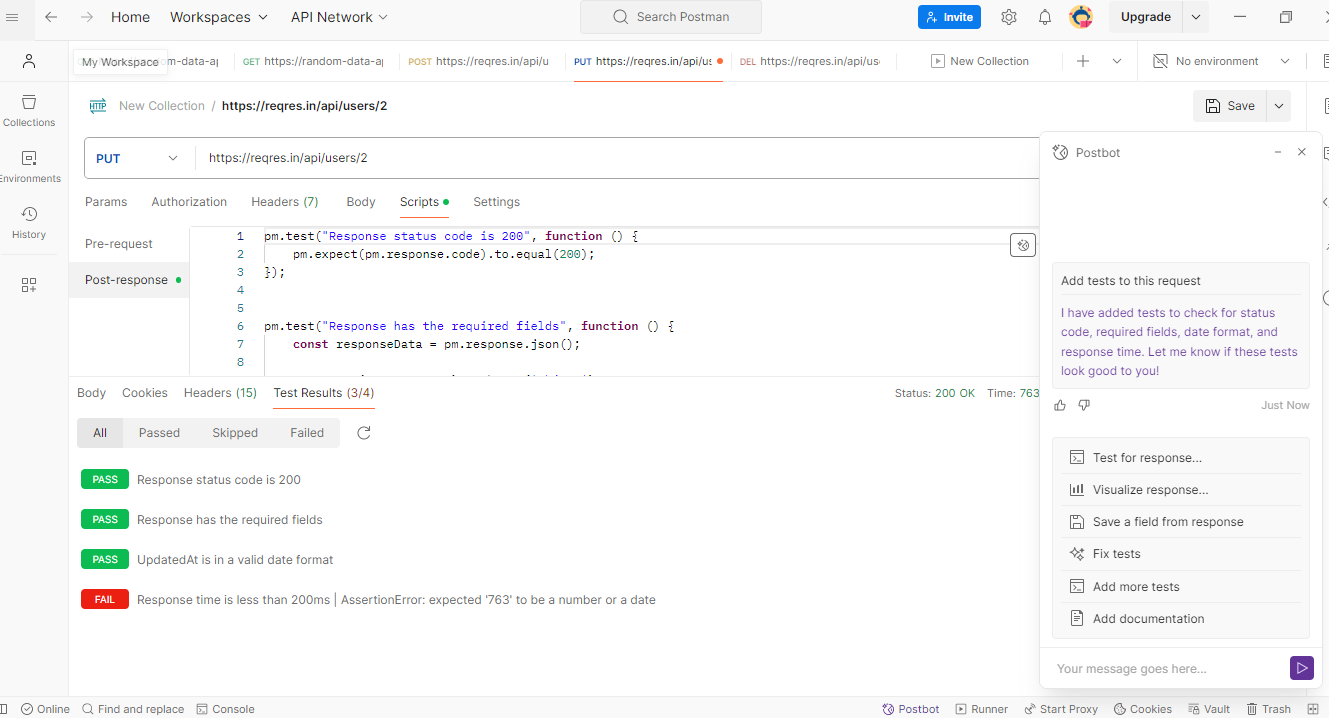 Home Workspaces API Network Search Postman Invite Upgrade
My Workspace om-data-ap GET https://random-data-ap POST https://reqres.in/api/u PUT https://reqres.in/api/us DEL https://reqres.in/api/us New Collection No environment
HTTP New Collection / https://reqres.in/api/users/2 Save
Collections
PUT https://reqres.in/api/users/2
Environments
Params Authorization Headers (7) Body Scripts Settings
History
Pre-request
Post-response
1 pm.test("Response status code is 200", function () {
2 pm.expect(pm.response.code).to.equal(200);
3 });
4
5
6 pm.test("Response has the required fields", function () {
7 const responseData = pm.response.json();
8
Body Cookies Headers (15) Test Results (3/4) Status: 200 OK Time: 763
All Passed Skipped Failed
PASS Response status code is 200
PASS Response has the required fields
PASS UpdatedAt is in a valid date format
FAIL Response time is less than 200ms | AssertionError: expected '763' to be a number or a date
Postbot
Add tests to this request
I have added tests to check for status
code, required fields, date format, and
response time. Let me know if these tests
look good to you!
Just Now
Test for response...
Visualize response...
Save a field from response
Fix tests
Add more tests
Add documentation
Your message goes here...
Online Find and replace Console Postbot Runner Start Proxy Cookies Vault Trash